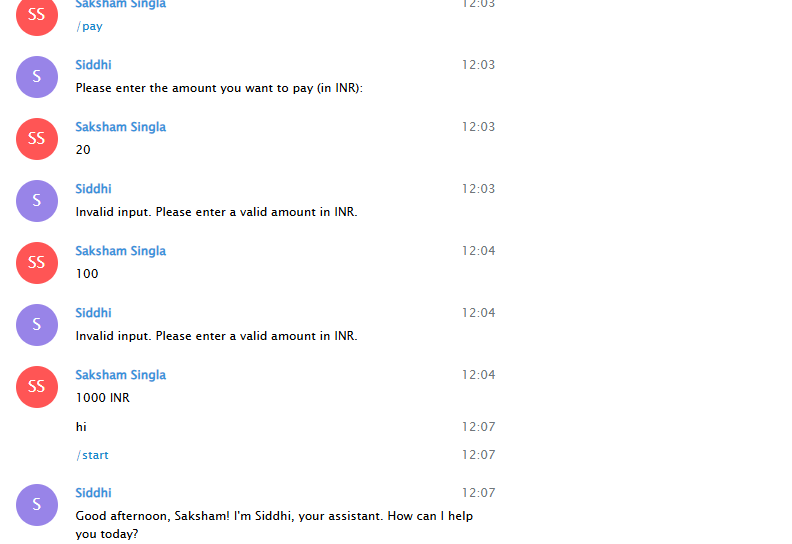 SS
Saksham Singla 12:03
/pay
S
Siddhi 12:03
Please enter the amount you want to pay (in INR):
SS
Saksham Singla 12:03
20
S
Siddhi 12:03
Invalid input. Please enter a valid amount in INR.
SS
Saksham Singla 12:04
100
S
Siddhi 12:04
Invalid input. Please enter a valid amount in INR.
SS
Saksham Singla 12:04
1000 INR
hi 12:07
/start 12:07
S
Siddhi 12:07
Good afternoon, Saksham! I'm Siddhi, your assistant. How can I help
you today?